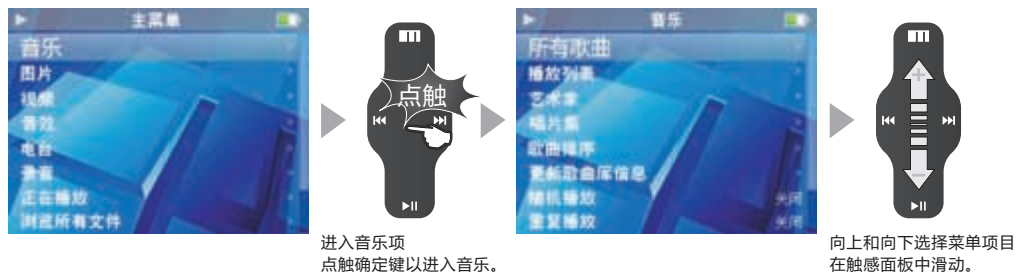 主菜单
音乐
图片
视频
音效
电台
录音
正在播放
浏览所有文件
点触
进入音乐项
点触确定键以进入音乐。
音乐
所有歌曲
播放列表
艺术家
唱片集
歌曲排序
更新歌曲库信息
随机播放 关闭
重复播放 关闭
向上和向下选择菜单项目
在触感面板中滑动。